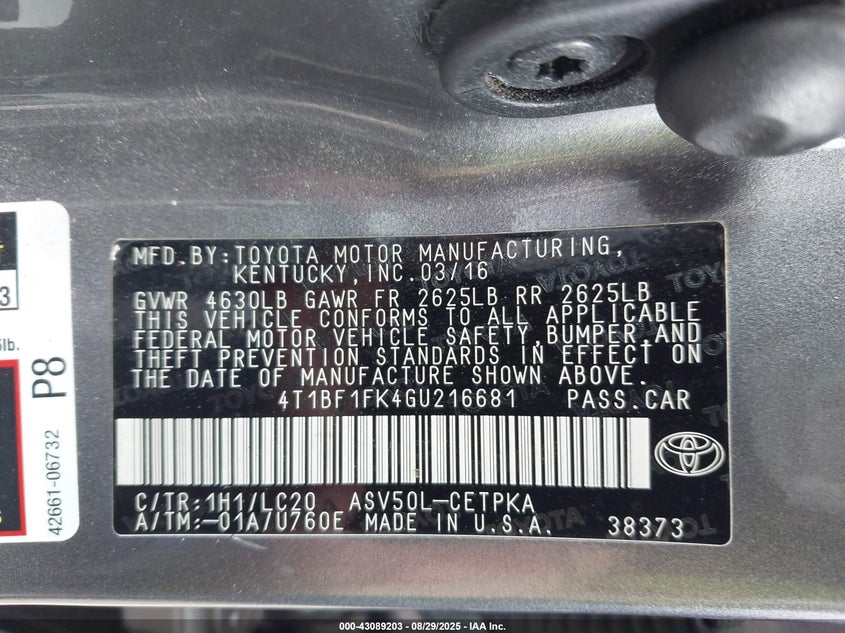 MFD.BY:TOYOTA MOTOR MANUFACTURING,
KENTUCKY,INC.03/16
GVWR 4630LB GAWR FR 2625LB RR 2625LB
THIS VEHICLE CONFORMS TO ALL APPLICABLE
FEDERAL MOTOR VEHICLE SAFETY,BUMPER,AND
THEFT PREVENTION STANDARDS IN EFFECT ON
THE DATE OF MANUFACTURE SHOWN ABOVE.
4T1BF1FK4GU216681 PASS.CAR
C/TR:1H1/LC20 ASV50L-CETPKA
A/TM:-01A/U760E MADE IN U.S.A. 38373
TOYOTA
3
lb.
P8
42661-06732
000-43089203 - 08/29/2025 - IAA Inc.